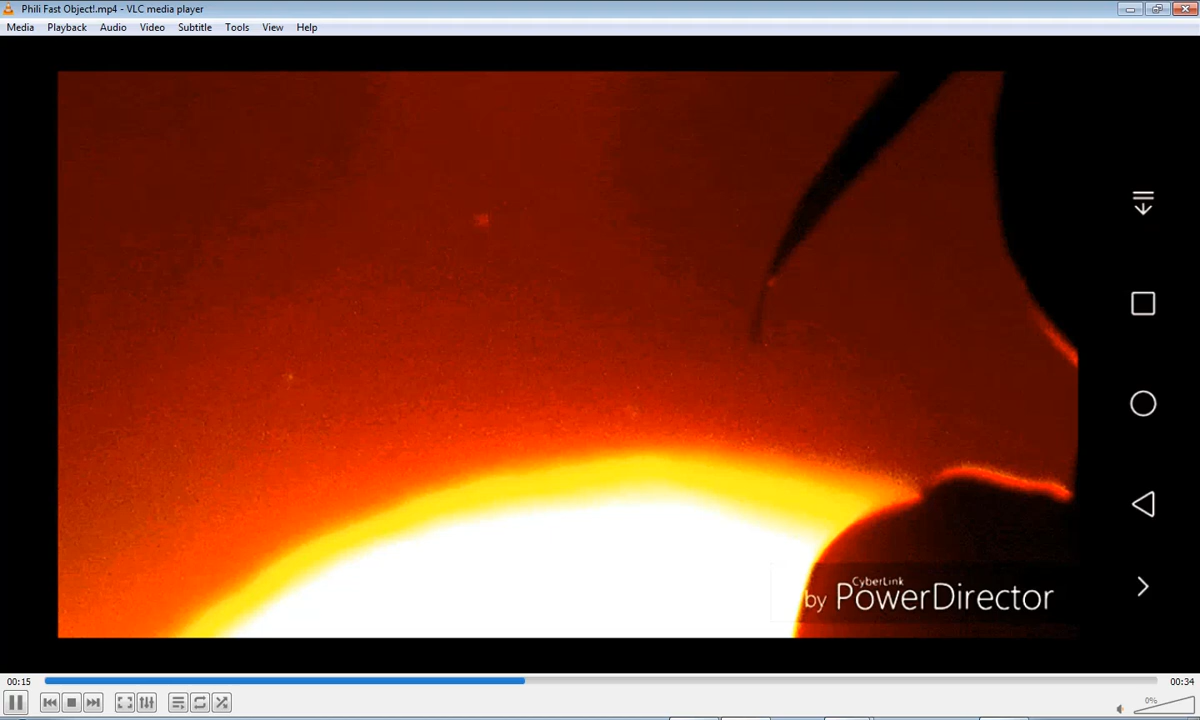 Phili Fast Object!.mp4 - VLC media player
Media Playback Audio Video Subtitle Tools View Help
CyberLink
by PowerDirector
00:15
00:34
0%